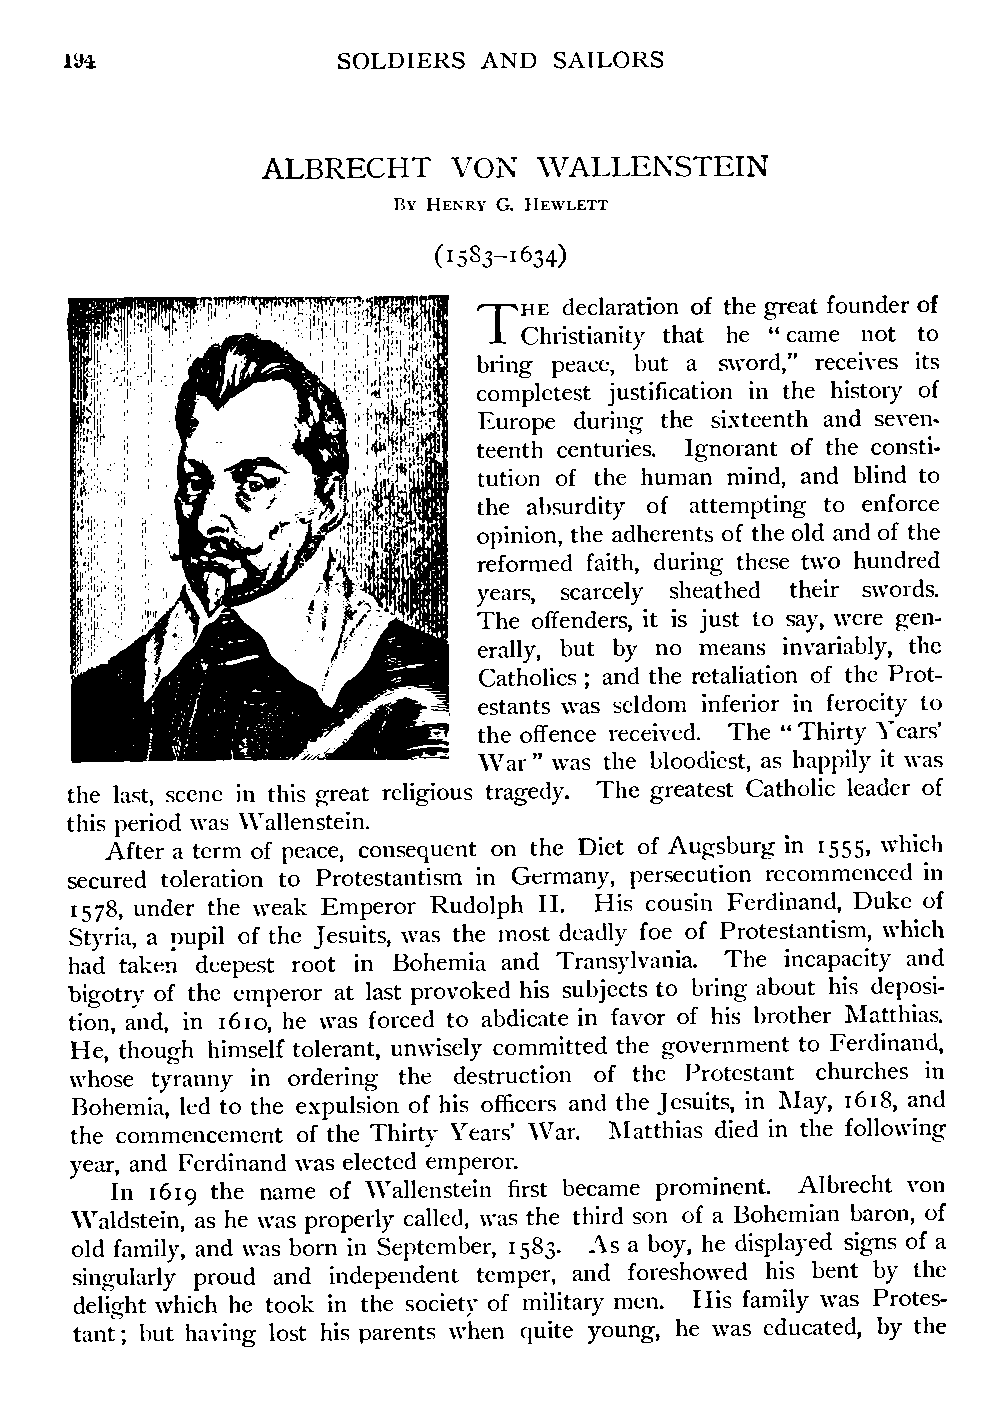 194 SOLDIERS AND SAILORS
ALBRECHT VON WALLENSTEIN
BY HENRY G. HEWLETT
(1583–1634)
THE declaration of the great founder of
Christianity that he “came not to
bring peace, but a sword,” receives its
completest justification in the history of
Europe during the sixteenth and seven-
teenth centuries. Ignorant of the consti-
tution of the human mind, and blind to
the absurdity of attempting to enforce
opinion, the adherents of the old and of the
reformed faith, during these two hundred
years, scarcely sheathed their swords.
The offenders, it is just to say, were gen-
erally, but by no means invariably, the
Catholics; and the retaliation of the Prot-
estants was seldom inferior in ferocity to
the offence received. The “Thirty Years’
War” was the bloodiest, as happily it was
the last, scene in this great religious tragedy. The greatest Catholic leader of
this period was Wallenstein.
After a term of peace, consequent on the Diet of Augsburg in 1555, which
secured toleration to Protestantism in Germany, persecution recommenced in
1578, under the weak Emperor Rudolph II. His cousin Ferdinand, Duke of
Styria, a pupil of the Jesuits, was the most deadly foe of Protestantism, which
had taken deepest root in Bohemia and Transylvania. The incapacity and
bigotry of the emperor at last provoked his subjects to bring about his deposi-
tion, and, in 1610, he was forced to abdicate in favor of his brother Matthias.
He, though himself tolerant, unwisely committed the government to Ferdinand,
whose tyranny in ordering the destruction of the Protestant churches in
Bohemia, led to the expulsion of his officers and the Jesuits, in May, 1618, and
the commencement of the Thirty Years’ War. Matthias died in the following
year, and Ferdinand was elected emperor.
In 1619 the name of Wallenstein first became prominent. Albrecht von
Waldstein, as he was properly called, was the third son of a Bohemian baron, of
old family, and was born in September, 1583. As a boy, he displayed signs of a
singularly proud and independent temper, and foreshowed his bent by the
delight which he took in the society of military men. His family was Protes-
tant; but having lost his parents when quite young, he was educated, by the